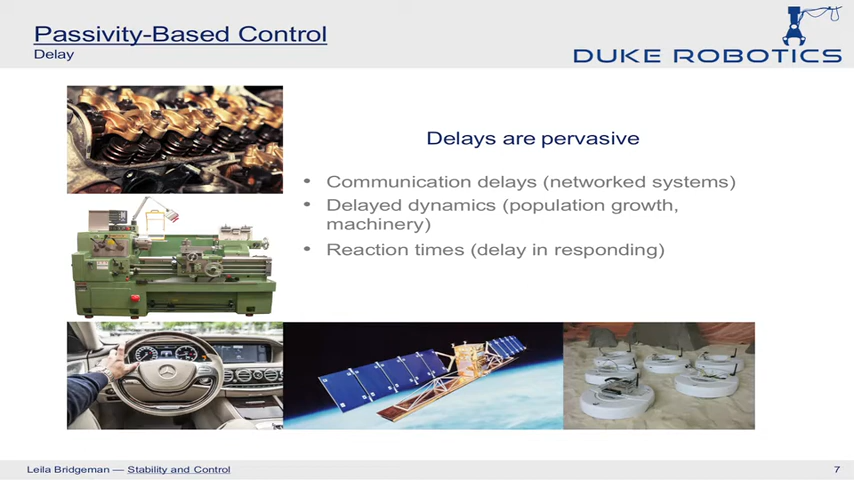 Passivity-Based Control
Delay
DUKE ROBOTICS
Delays are pervasive
• Communication delays (networked systems)
• Delayed dynamics (population growth,
machinery)
• Reaction times (delay in responding)
Leila Bridgeman — Stability and Control
7